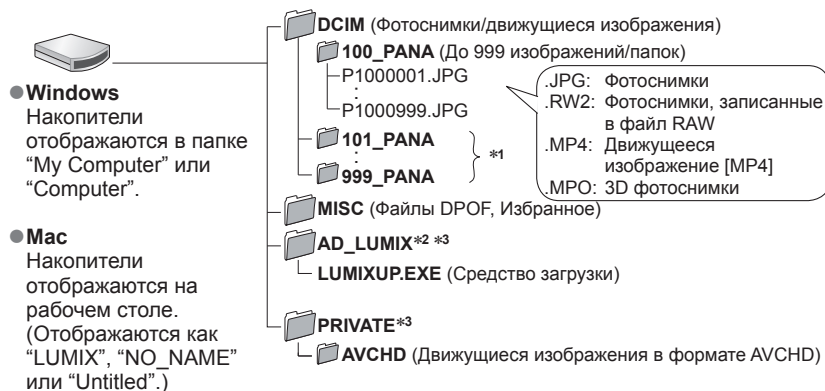 ●Windows
Накопители
отображаются в папке
“My Computer” или
“Computer”.
●Mac
Накопители
отображаются на
рабочем столе.
(Отображаются как
“LUMIX”, “NO_NAME”
или “Untitled”.)
DCIM (Фотоснимки/движущиеся изображения)
100_PANA (До 999 изображений/папок)
P1000001.JPG
:
P1000999.JPG
101_PANA
:
999_PANA
*1
.JPG: Фотоснимки
.RW2: Фотоснимки, записанные
в файл RAW
.MP4: Движущееся
изображение [MP4]
.MPO: 3D фотоснимки
MISC (Файлы DPOF, Избранное)
AD_LUMIX*2 *3
LUMIXUP.EXE (Средство загрузки)
PRIVATE*3
AVCHD (Движущиеся изображения в формате AVCHD)